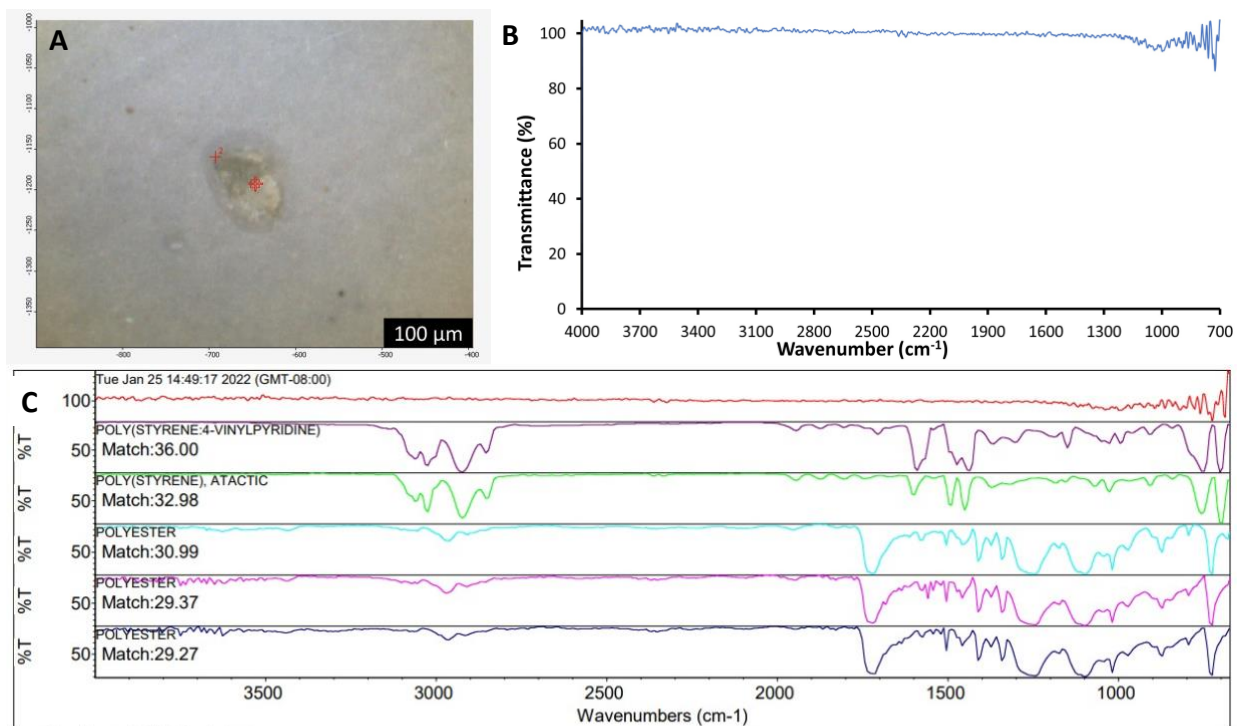 A
-1000
-1050
-1100
-1150
-1200
-1250
-1300
-1350
2
100 µm
-800
-700
-600
-500
-400
B
100
80
60
40
20
0
Transmittance (%)
4000 3700 3400 3100 2800 2500 2200 1900 1600 1300 1000 700
Wavenumber (cm-1)
C
Tue Jan 25 14:49:17 2022 (GMT-08:00)
100
POLY(STYRENE:4-VINYLPYRIDINE)
%T
50
Match:36.00
POLY(STYRENE), ATACTIC
%T
50
Match:32.98
POLYESTER
%T
50
Match:30.99
POLYESTER
%T
50
Match:29.37
POLYESTER
%T
50
Match:29.27
3500 3000 2500 2000 1500 1000
Wavenumbers (cm-1)